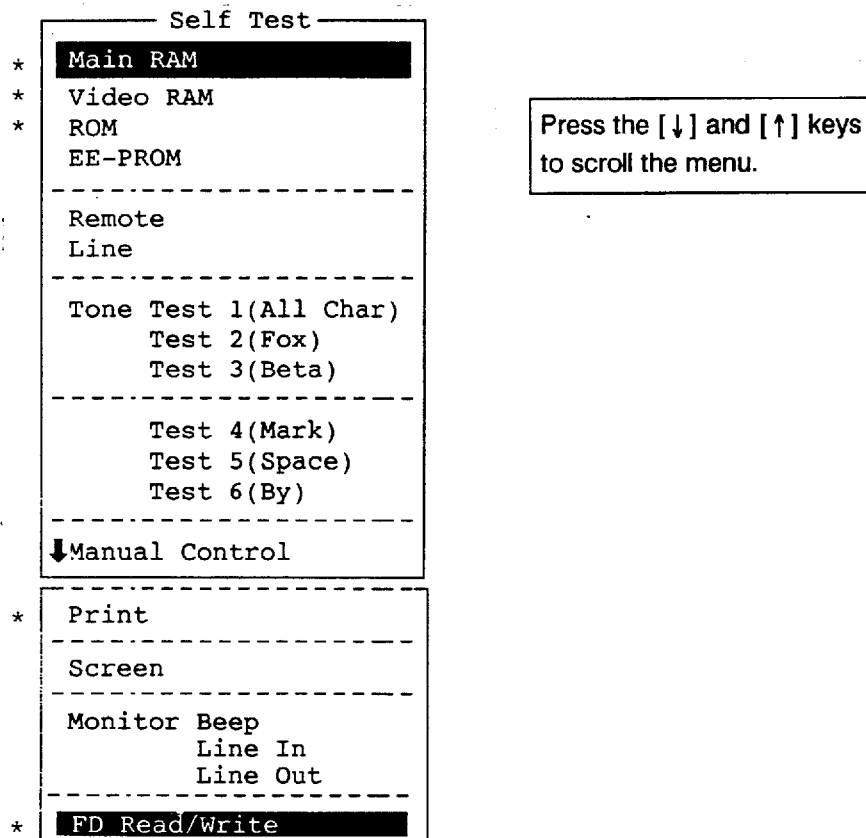 Self Test
* Main RAM
* Video RAM
* ROM
EE-PROM
Remote
Line
Tone Test 1(All Char)
Test 2(Fox)
Test 3(Beta)
Test 4(Mark)
Test 5(Space)
Test 6(By)
⬇Manual Control
* Print
Screen
Monitor Beep
Line In
Line Out
* FD Read/Write
Press the [↓] and [↑] keys
to scroll the menu.